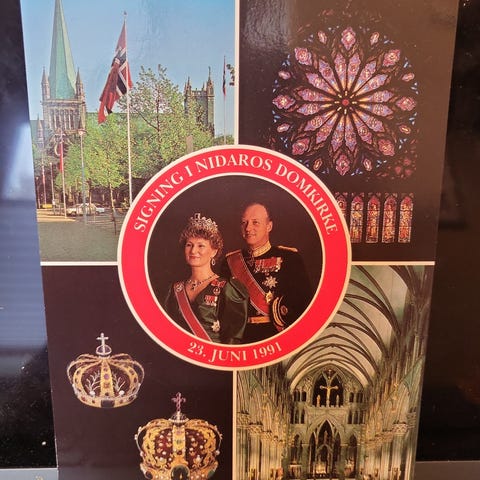 SIGNING I NIDAROS DOMKIRKE
23. JUNI 1991